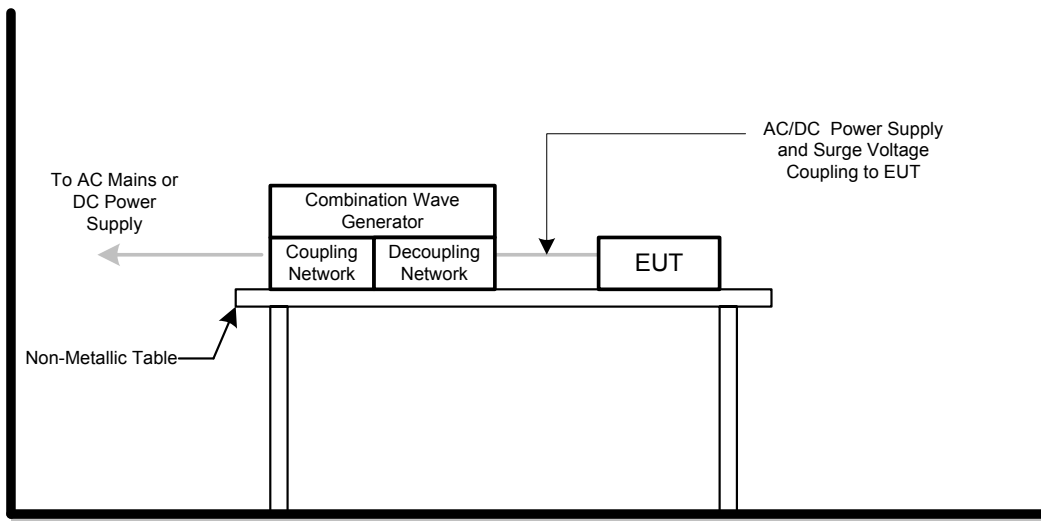 AC/DC Power Supply
and Surge Voltage
Coupling to EUT
To AC Mains or
DC Power
Supply
Combination Wave
Generator
Coupling
Network
Decoupling
Network
EUT
Non-Metallic Table